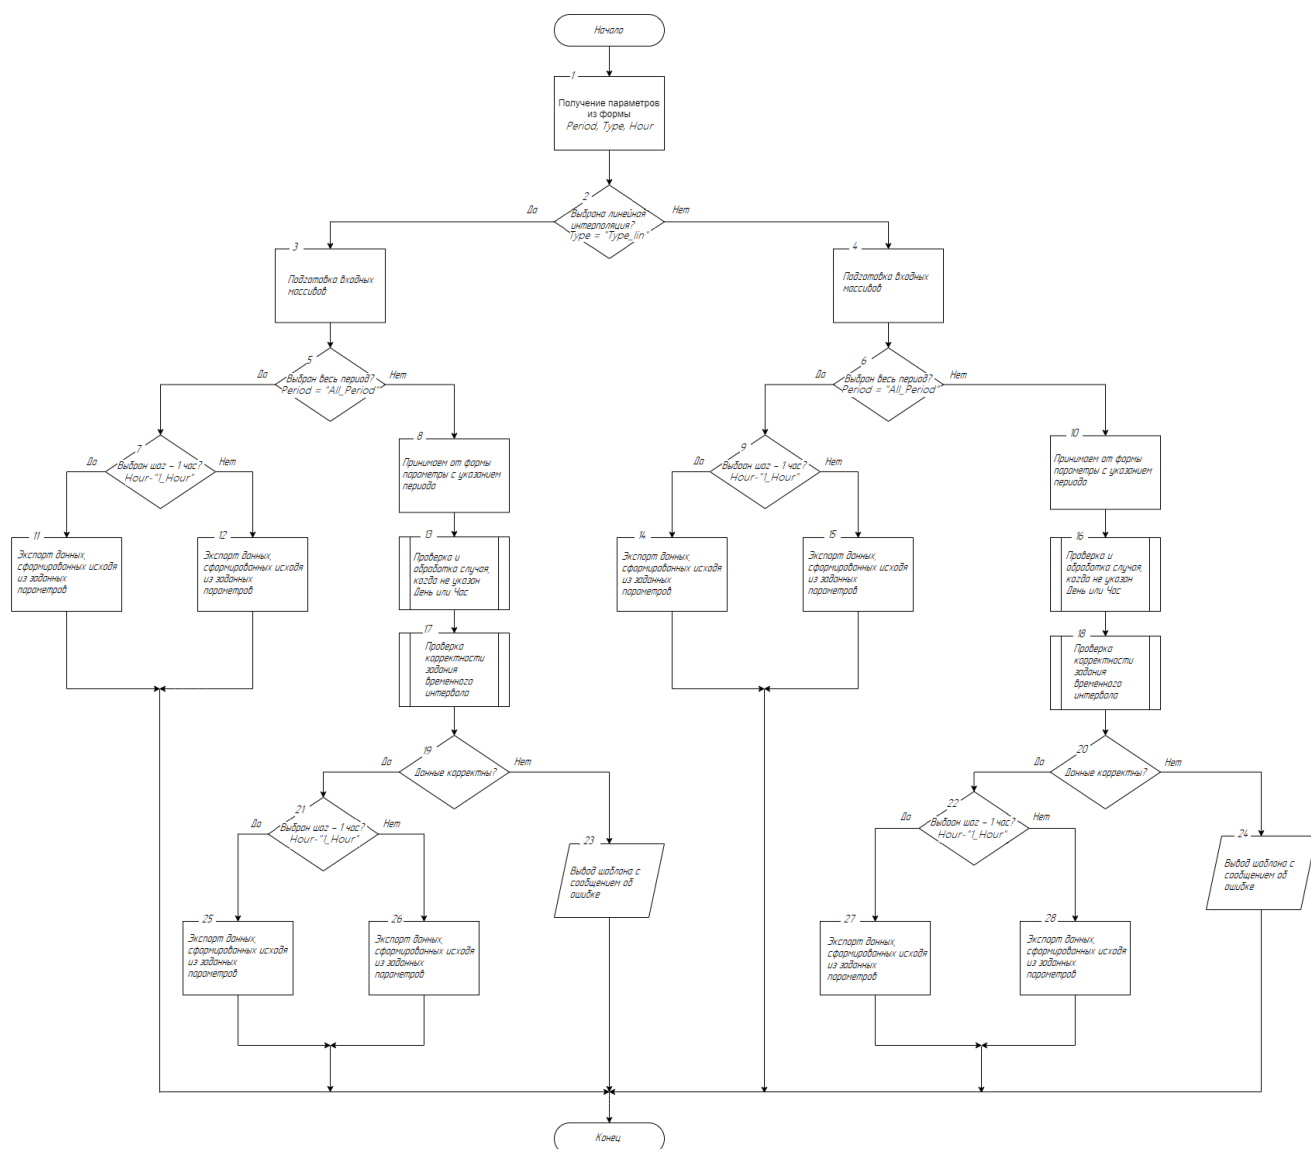 Начало
1
Получение параметров
из формы
Period, Type, Hour
2
Да
Нет
Выбрана линейная
интерполяция?
Type = "Type_lin"
3
Подготовка входных
массивов
4
Подготовка входных
массивов
5
Да
Нет
Выбран весь период?
Period = "All_Period"
6
Да
Нет
Выбран весь период?
Period = "All_Period"
7
Да
Нет
Выбран шаг – 1 час?
Hour-"1_Hour"
8
Принимаем от формы
параметры с указанием
периода
9
Да
Нет
Выбран шаг – 1 час?
Hour-"1_Hour"
10
Принимаем от формы
параметры с указанием
периода
11
Экспорт данных,
сформированных исходя
из заданных
параметров
12
Экспорт данных,
сформированных исходя
из заданных
параметров
13
Проверка и
обработка случая,
когда не указан
День или Час
14
Экспорт данных,
сформированных исходя
из заданных
параметров
15
Экспорт данных,
сформированных исходя
из заданных
параметров
16
Проверка и
обработка случая,
когда не указан
День или Час
17
Проверка
корректности
задания
временного
интервала
18
Проверка
корректности
задания
временного
интервала
19
Да
Нет
Данные корректны?
20
Да
Нет
Данные корректны?
21
Да
Нет
Выбран шаг – 1 час?
Hour-"1_Hour"
22
Да
Нет
Выбран шаг – 1 час?
Hour-"1_Hour"
23
Вывод шаблона с
сообщением об
ошибке
24
Вывод шаблона с
сообщением об
ошибке
25
Экспорт данных,
сформированных исходя
из заданных
параметров
26
Экспорт данных,
сформированных исходя
из заданных
параметров
27
Экспорт данных,
сформированных исходя
из заданных
параметров
28
Экспорт данных,
сформированных исходя
из заданных
параметров
Конец